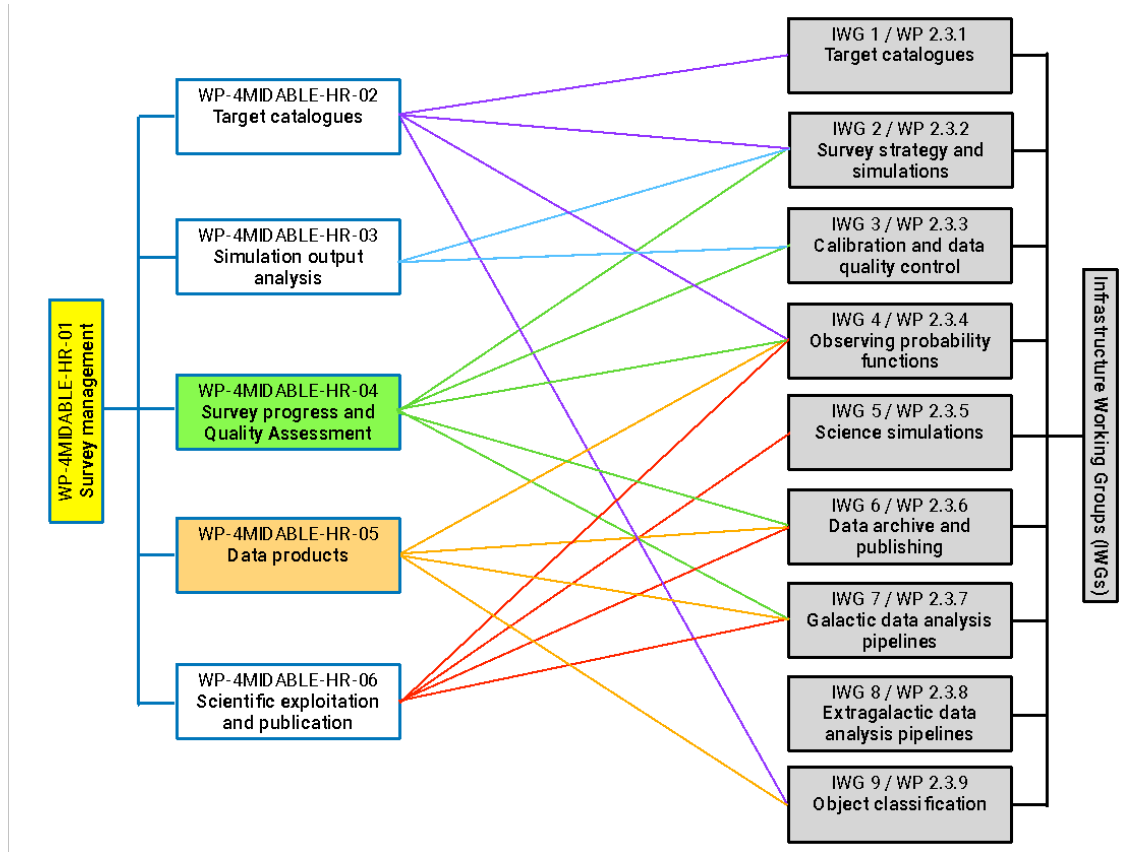 WP-4MIDABLE-HR-01
Survey management
WP-4MIDABLE-HR-02
Target catalogues
WP-4MIDABLE-HR-03
Simulation output
analysis
WP-4MIDABLE-HR-04
Survey progress and
Quality Assessment
WP-4MIDABLE-HR-05
Data products
WP-4MIDABLE-HR-06
Scientific exploitation
and publication
IWG 1 / WP 2.3.1
Target catalogues
IWG 2 / WP 2.3.2
Survey strategy and
simulations
IWG 3 / WP 2.3.3
Calibration and data
quality control
IWG 4 / WP 2.3.4
Observing probability
functions
IWG 5 / WP 2.3.5
Science simulations
IWG 6 / WP 2.3.6
Data archive and
publishing
IWG 7 / WP 2.3.7
Galactic data analysis
pipelines
IWG 8 / WP 2.3.8
Extragalactic data
analysis pipelines
IWG 9 / WP 2.3.9
Object classification
Infrastructure Working Groups (IWGs)